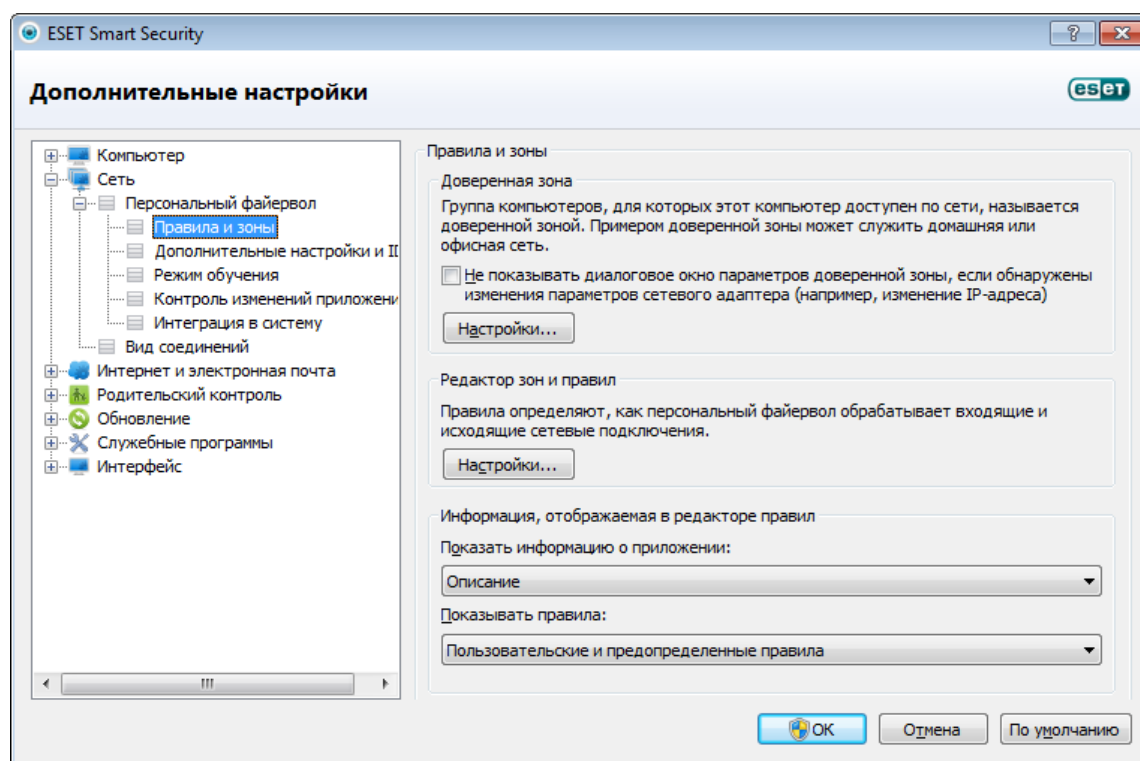 ESET Smart Security
Дополнительные настройки
eset
Компьютер
Сеть
Персональный файервол
Правила и зоны
Дополнительные настройки и II
Режим обучения
Контроль изменений приложени
Интеграция в систему
Вид соединений
Интернет и электронная почта
Родительский контроль
Обновление
Служебные программы
Интерфейс
Правила и зоны
Доверенная зона
Группа компьютеров, для которых этот компьютер доступен по сети, называется
доверенной зоной. Примером доверенной зоны может служить домашняя или
офисная сеть.
Не показывать диалоговое окно параметров доверенной зоны, если обнаружены
изменения параметров сетевого адаптера (например, изменение IP-адреса)
Настройки...
Редактор зон и правил
Правила определяют, как персональный файервол обрабатывает входящие и
исходящие сетевые подключения.
Настройки...
Информация, отображаемая в редакторе правил
Показать информацию о приложении:
Описание
Показывать правила:
Пользовательские и предопределенные правила
ОК
Отмена
По умолчанию